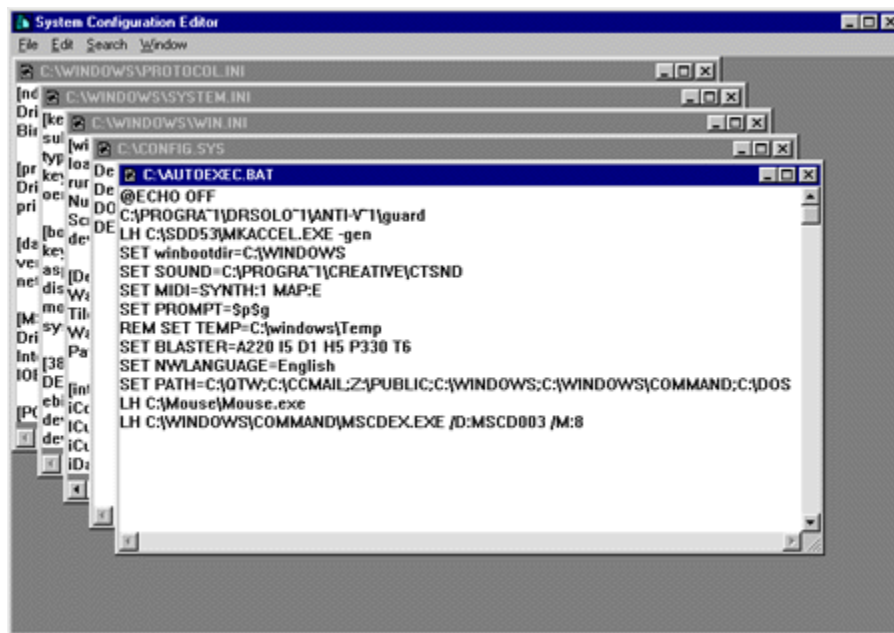 System Configuration Editor
File Edit Search Window
C:\WINDOWS\PROTOCOL.INI
C:\WINDOWS\SYSTEM.INI
C:\WINDOWS\WIN.INI
C:\CONFIG.SYS
C:\AUTOEXEC.BAT
@ECHO OFF
C:\PROGRA~1\DRSOLO~1\ANTI-V~1\guard
LH C:\SDD53\MKACCEL.EXE -gen
SET winbootdir=C:\WINDOWS
SET SOUND=C:\PROGRA~1\CREATIVE\CTSND
SET MIDI=SYNTH:1 MAP:E
SET PROMPT=$p$g
REM SET TEMP=C:\windows\Temp
SET BLASTER=A220 I5 D1 H5 P330 T6
SET NWLANGUAGE=English
SET PATH=C:\QTW;C:\CCMAIL;Z:\PUBLIC;C:\WINDOWS;C:\WINDOWS\COMMAND;C:\DOS
LH C:\Mouse\Mouse.exe
LH C:\WINDOWS\COMMAND\MSCDEX.EXE /D:MSCD003 /M:8